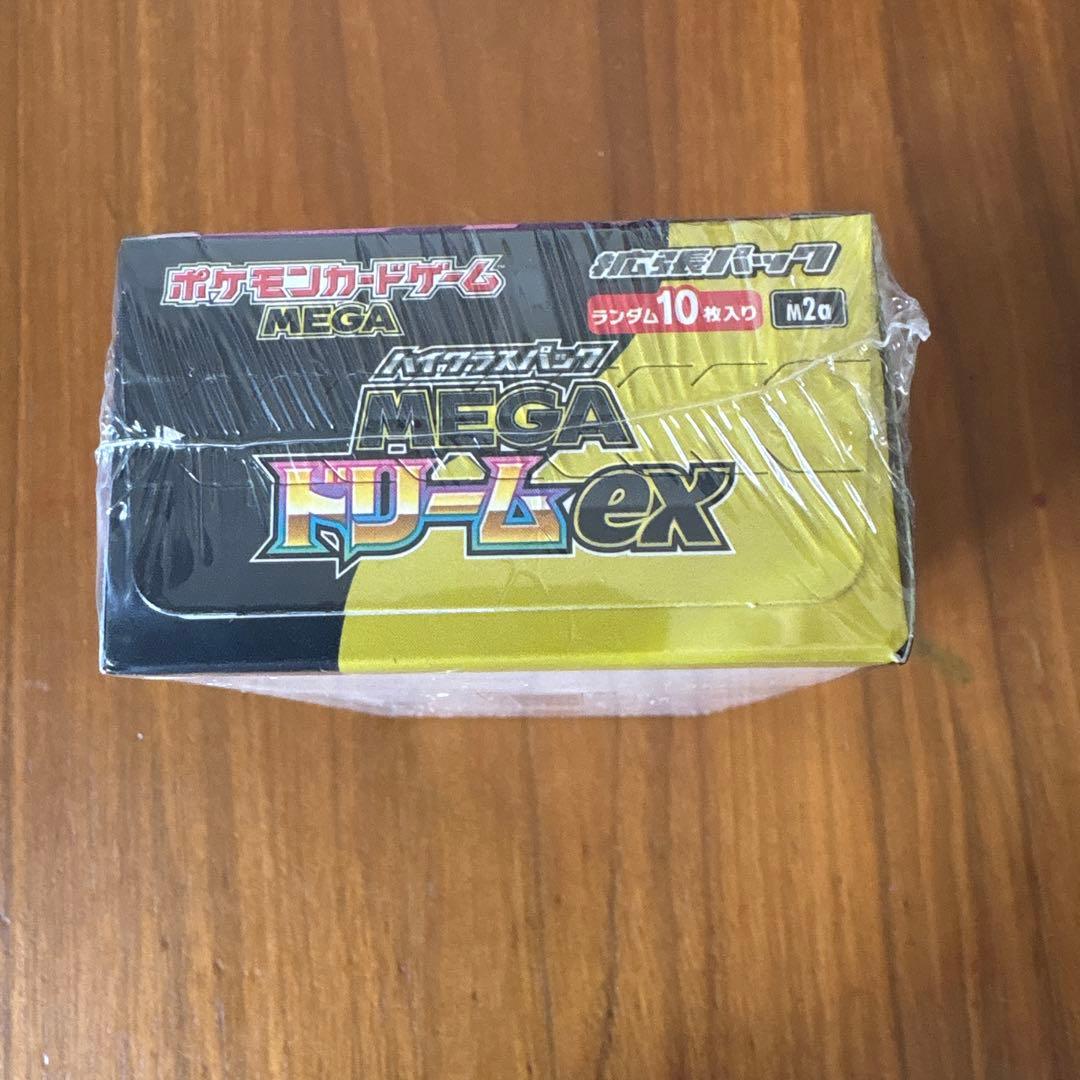 ポケモンカードゲーム™
MEGA
拡張パック
ランダム10枚入り M2a
ハイクラスパック
MEGA
ドリームex